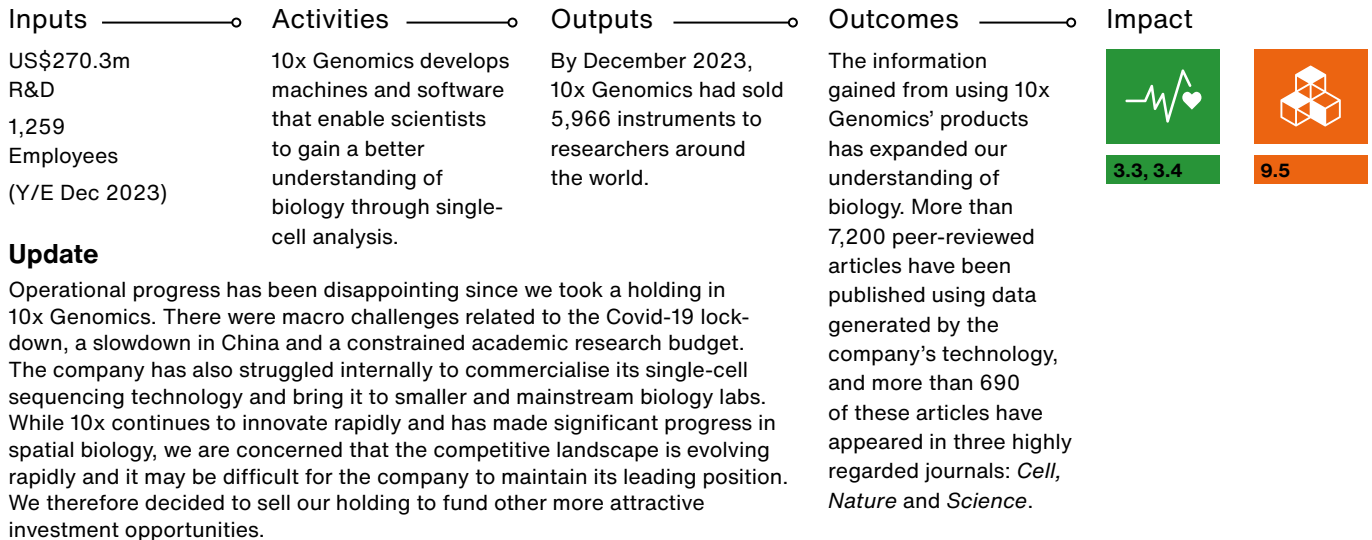 Inputs
US$270.3m
R&D
1,259
Employees
(Y/E Dec 2023)
Activities
10x Genomics develops
machines and software
that enable scientists
to gain a better
understanding of
biology through single-
cell analysis.
Outputs
By December 2023,
10x Genomics had sold
5,966 instruments to
researchers around
the world.
Outcomes
The information
gained from using 10x
Genomics’ products
has expanded our
understanding of
biology. More than
7,200 peer-reviewed
articles have been
published using data
generated by the
company’s technology,
and more than 690
of these articles have
appeared in three highly
regarded journals: Cell,
Nature and Science.
Impact
3.3, 3.4
9.5
Update
Operational progress has been disappointing since we took a holding in
10x Genomics. There were macro challenges related to the Covid-19 lock-
down, a slowdown in China and a constrained academic research budget.
The company has also struggled internally to commercialise its single-cell
sequencing technology and bring it to smaller and mainstream biology labs.
While 10x continues to innovate rapidly and has made significant progress in
spatial biology, we are concerned that the competitive landscape is evolving
rapidly and it may be difficult for the company to maintain its leading position.
We therefore decided to sell our holding to fund other more attractive
investment opportunities.